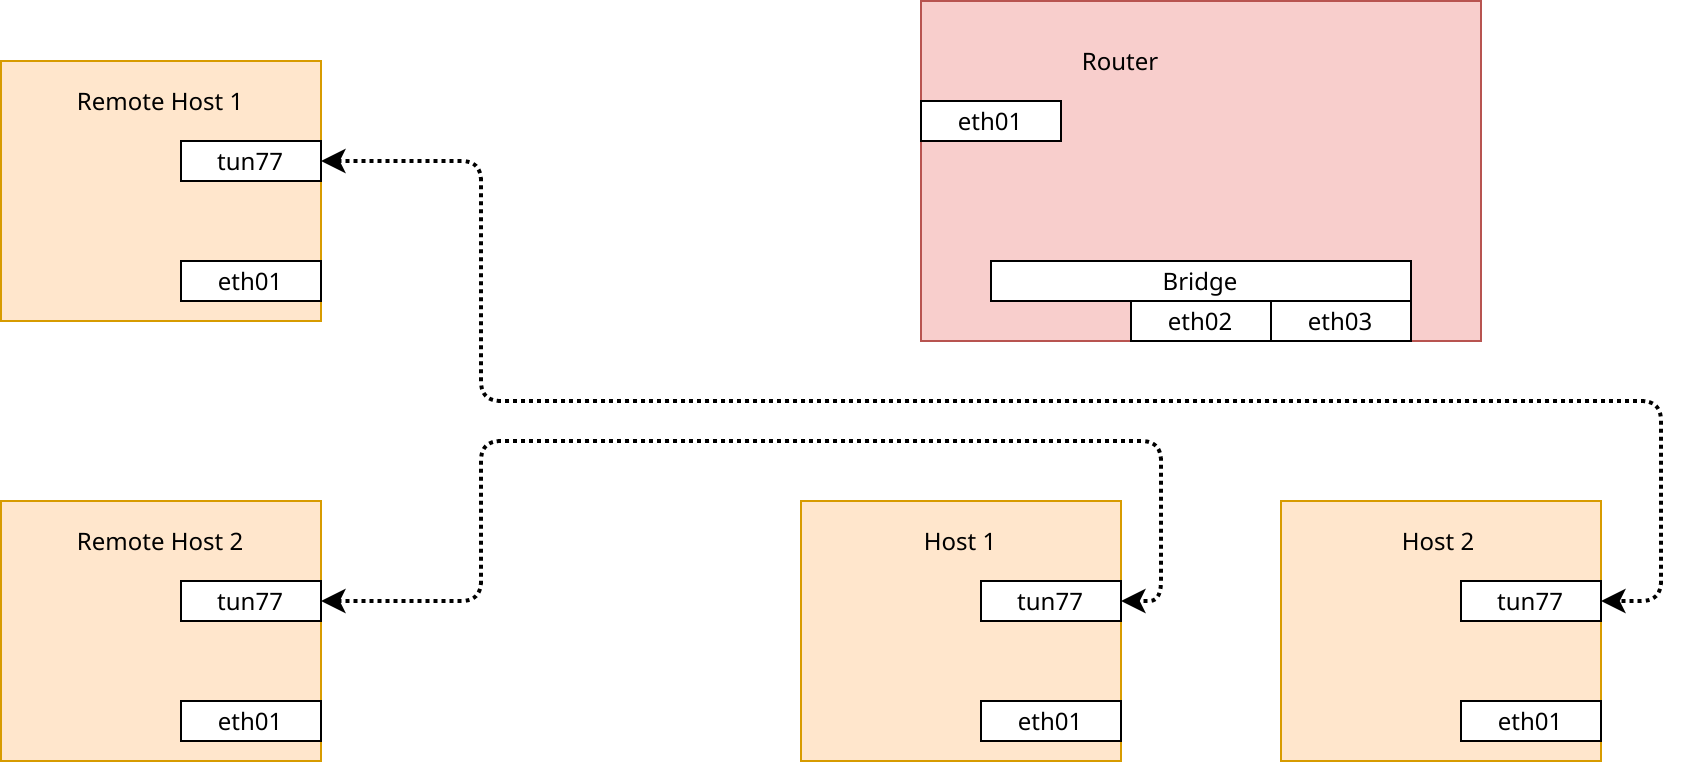 Router
Remote Host 1
eth01
tun77
eth01
Bridge
eth02
eth03
Remote Host 2
Host 1
Host 2
tun77
tun77
tun77
eth01
eth01
eth01